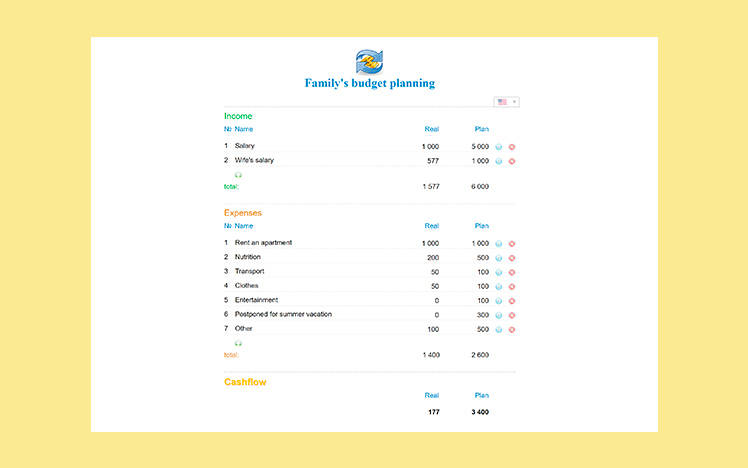 Family's budget planning
Income
№ Name Real Plan
1 Salary 1 000 5 000
2 Wife's salary 577 1 000
total: 1 577 6 000
Expenses
№ Name Real Plan
1 Rent an apartment 1 000 1 000
2 Nutrition 200 500
3 Transport 50 100
4 Clothes 50 100
5 Entertainment 0 100
6 Postponed for summer vacation 0 300
7 Other 100 500
total: 1 400 2 600
Cashflow
Real Plan
177 3 400